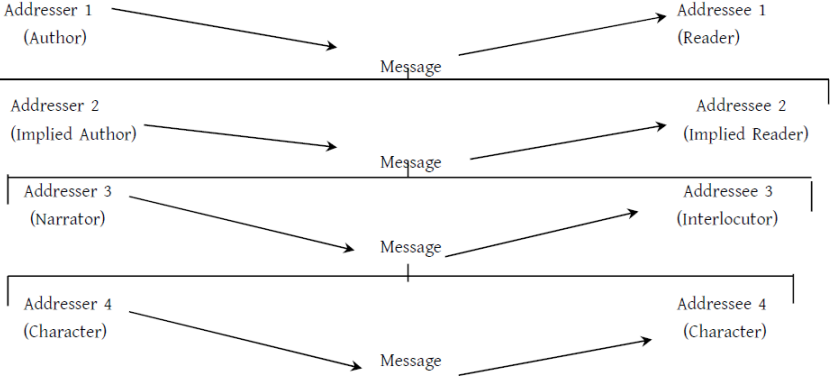 Addresser 1
Addressee 1
(Author)
(Reader)
Message
Addresser 2
Addressee 2
(Implied Author)
(Implied Reader)
Message
Addresser 3
Addressee 3
(Narrator)
(Interlocutor)
Message
Addresser 4
Addressee 4
(Character)
(Character)
Message